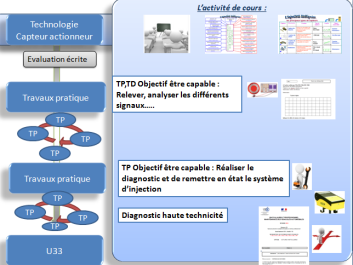 L'activité de cours :
Technologie
Capteur actionneur
Evaluation écrite
Travaux pratique
TP
TP
TP
TP
TP,TD Objectif être capable :
Relever, analyser les différents
signaux.....
Travaux pratique
TP
TP
TP
TP
TP Objectif être capable : Réaliser le
diagnostic et de remettre en état le système
d'injection
Diagnostic haute technicité
U33